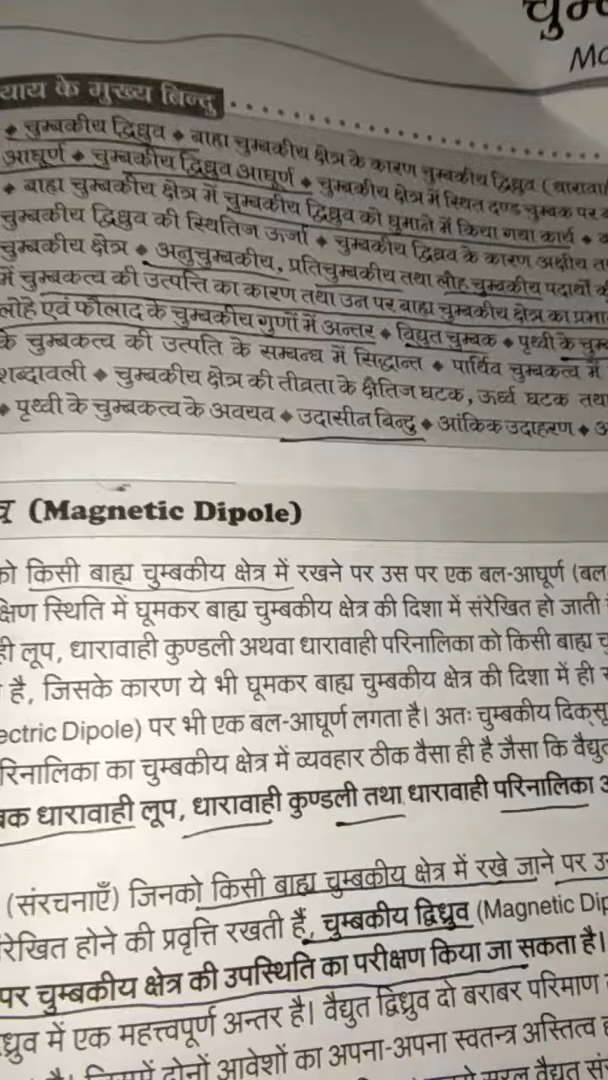 चुम्
Mo
याय के मुख्य बिन्दु
◆ चुम्बकीय द्विध्रुव ◆ बाह्य चुम्बकीय क्षेत्र के कारण चुम्बकीय द्विध्रुव (धारावा
आघूर्ण ◆ चुम्बकीय द्विध्रुव आघूर्ण ◆ चुम्बकीय क्षेत्र में स्थित दण्ड चुम्बक पर
◆ बाह्य चुम्बकीय क्षेत्र में चुम्बकीय द्विध्रुव को घुमाने में किया गया कार्य ◆
चुम्बकीय द्विध्रुव की स्थितिज ऊर्जा ◆ चुम्बकीय द्विध्रुव के कारण अक्षीय त
चुम्बकीय क्षेत्र ◆ अनुचुम्बकीय, प्रतिचुम्बकीय तथा लौह चुम्बकीय पदार्थों
में चुम्बकत्व की उत्पत्ति का कारण तथा उन पर बाह्य चुम्बकीय क्षेत्र का प्रभा
लोहे एवं फौलाद के चुम्बकीय गुणों में अन्तर ◆ विद्युत चुम्बक ◆ पृथ्वी के चुम्
के चुम्बकत्व की उत्पति के सम्बन्ध में सिद्धान्त ◆ पार्थिव चुम्बकत्व में
शब्दावली ◆ चुम्बकीय क्षेत्र की तीव्रता के क्षैतिज घटक, ऊर्ध्व घटक तथा
◆ पृथ्वी के चुम्बकत्व के अवयव ◆ उदासीन बिन्दु ◆ आंकिक उदाहरण ◆ अ
(Magnetic Dipole)
को किसी बाह्य चुम्बकीय क्षेत्र में रखने पर उस पर एक बल-आघूर्ण (बल
क्षिण स्थिति में घूमकर बाह्य चुम्बकीय क्षेत्र की दिशा में संरेखित हो जाती
ही लूप, धारावाही कुण्डली अथवा धारावाही परिनालिका को किसी बाह्य चु
है, जिसके कारण ये भी घूमकर बाह्य चुम्बकीय क्षेत्र की दिशा में ही
ectric Dipole) पर भी एक बल-आघूर्ण लगता है। अतः चुम्बकीय दिक्सू
रिनालिका का चुम्बकीय क्षेत्र में व्यवहार ठीक वैसा ही है जैसा कि वैद्यु
बक धारावाही लूप, धारावाही कुण्डली तथा धारावाही परिनालिका अ
(संरचनाएँ) जिनको किसी बाह्य चुम्बकीय क्षेत्र में रखे जाने पर उ
रेखित होने की प्रवृत्ति रखती हैं, चुम्बकीय द्विध्रुव (Magnetic Dip
पर चुम्बकीय क्षेत्र की उपस्थिति का परीक्षण किया जा सकता है।
ध्रुव में एक महत्त्वपूर्ण अन्तर है। वैद्युत द्विध्रुव दो बराबर परिमाण
है। जिसमें दोनों आवेशों का अपना-अपना स्वतन्त्र अस्तित्व
सरल वैद्युत